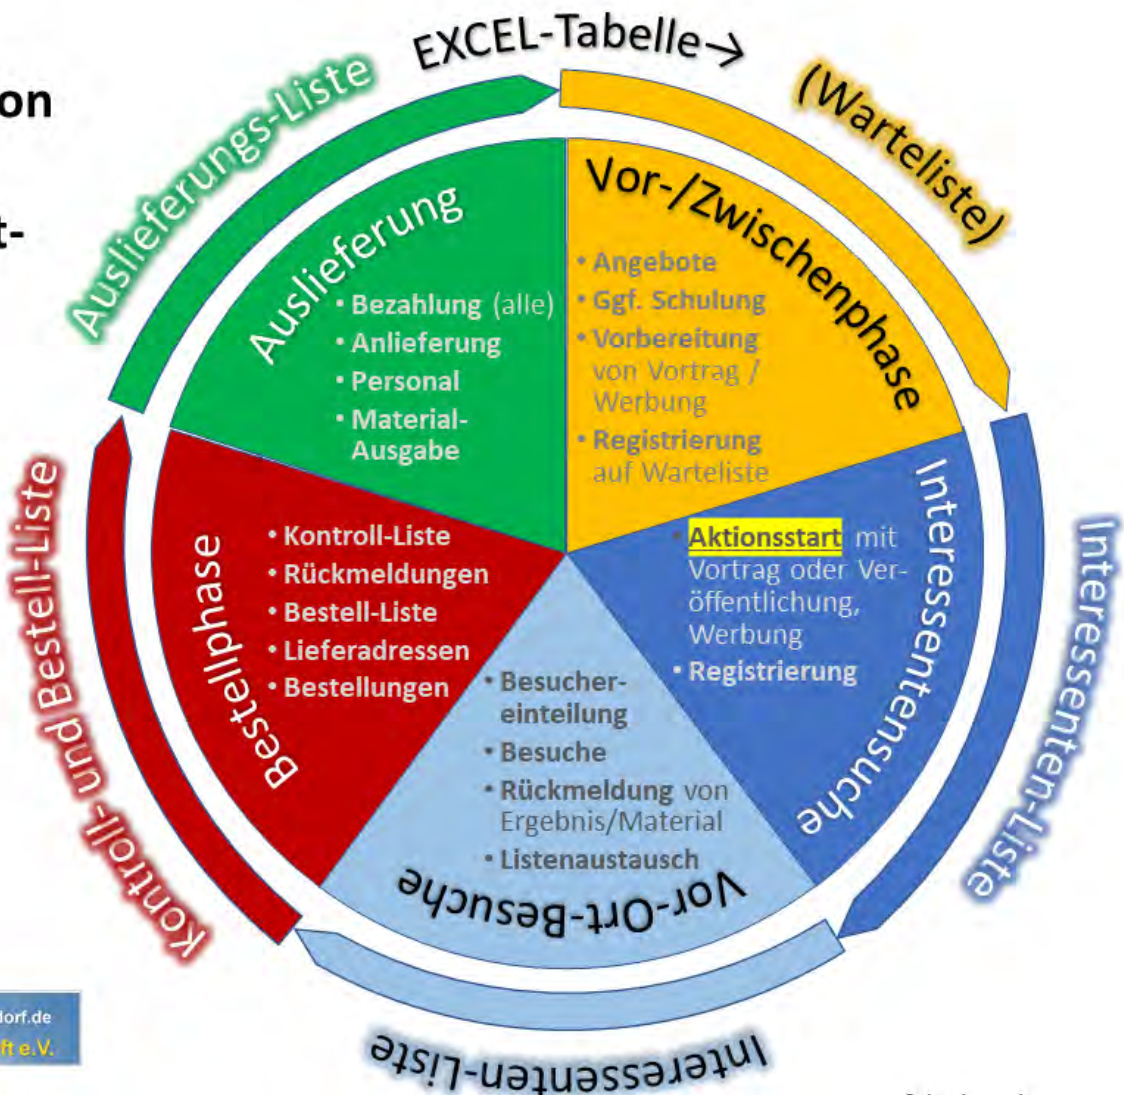 EXCEL-Tabelle→
(Warteliste)
Vor-/Zwischenphase
• Angebote
• Ggf. Schulung
• Vorbereitung
von Vortrag /
Werbung
• Registrierung
auf Warteliste
Interessenten-Liste
Interessentensuche
• Aktionsstart mit
Vortrag oder Ver-
öffentlichung,
Werbung
• Registrierung
Interessenten-Liste
Vor-Ort-Besuche
• Besucher-
einteilung
• Besuche
• Rückmeldung von
Ergebnis/Material
• Listenaustausch
Kontroll- und Bestell-Liste
Bestellphase
• Kontroll-Liste
• Rückmeldungen
• Bestell-Liste
• Lieferadressen
• Bestellungen
Auslieferungs-Liste
Auslieferung
• Bezahlung (alle)
• Anlieferung
• Personal
• Material-
Ausgabe
on
t-
dorf.de
ft e.V.